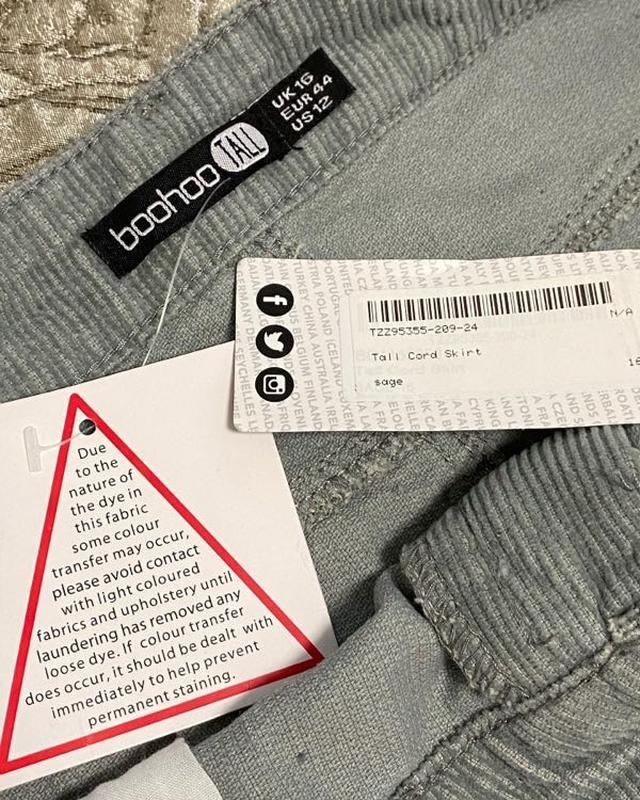 boohoo TALL
UK 16
EUR 44
US 12
N/A
TZZ95355-209-24
Tall Cord Skirt
16
sage
Due
to the
nature of
the dye in
this fabric
some colour
transfer may occur,
please avoid contact
with light coloured
fabrics and upholstery until
laundering has removed any
loose dye. If colour transfer
does occur, it should be dealt with
immediately to help prevent
permanent staining.